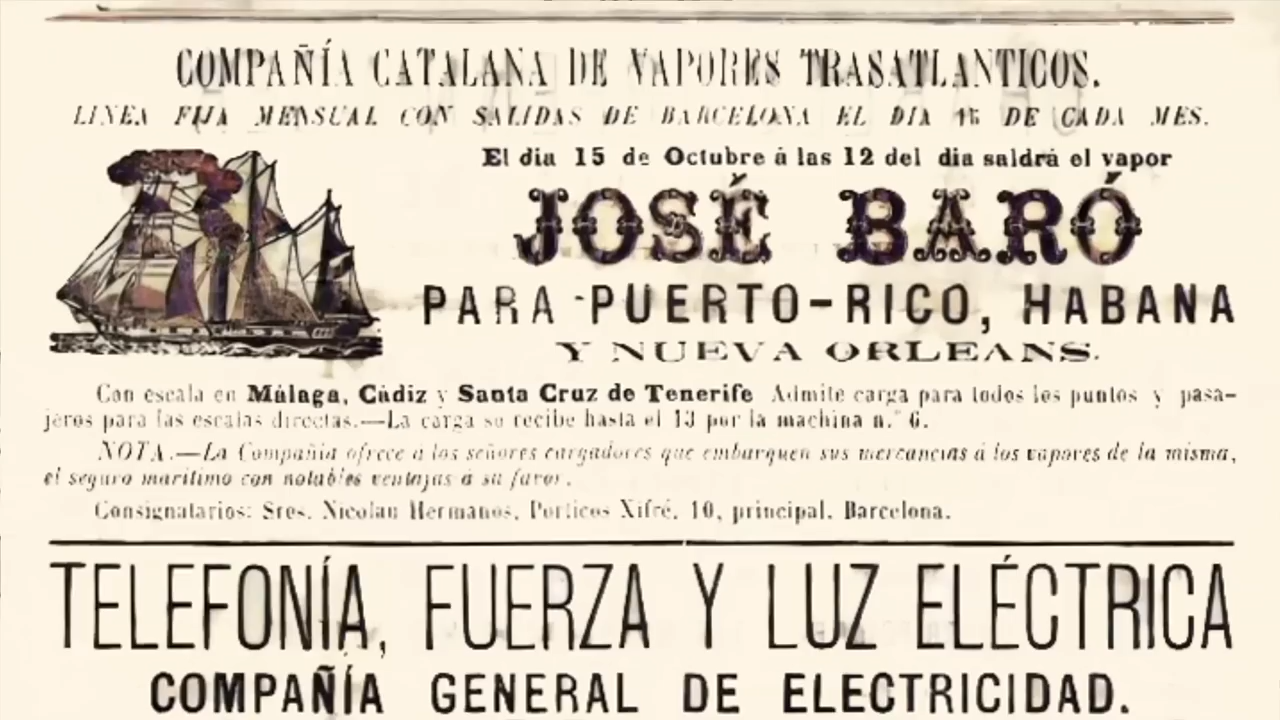 COMPAÑÍA CATALANA DE VAPORES TRASATLANTICOS.
LINEA FIJA MENSUAL CON SALIDAS DE BARCELONA EL DIA 15 DE CADA MES.
El dia 15 de Octubre á las 12 del dia saldrá el vapor
JOSÉ BARÓ
PARA PUERTO-RICO, HABANA
Y NUEVA ORLEANS.
Con escala en Málaga, Cádiz y Santa Cruz de Tenerife Admite carga para todos los puntos y pasa-
jeros para las escalas directas.—La carga se recibe hasta el 13 por la machina n.° 6.
NOTA.—La Compañia ofrece á los señores cargadores que embarquen sus mercancias á los vapores de la misma,
el seguro maritimo con notables ventajas á su favor.
Consignatarios: Sres. Nicolau Hermanos, Porticos Xifré, 10, principal. Barcelona.
TELEFONÍA, FUERZA Y LUZ ELÉCTRICA
COMPAÑÍA GENERAL DE ELECTRICIDAD.